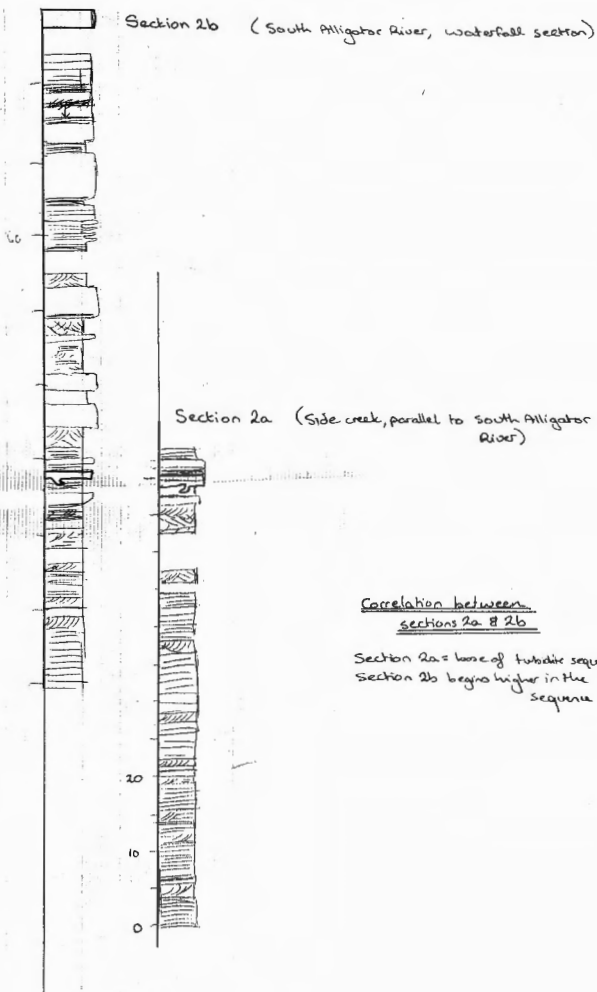 Section 2b (South Alligator River, waterfall section)
60
Section 2a (Side creek, parallel to South Alligator
River)
Correlation between
sections 2a & 2b
Section 2a = base of turbidite sequ
Section 2b begins higher in the
sequence
20
10
0